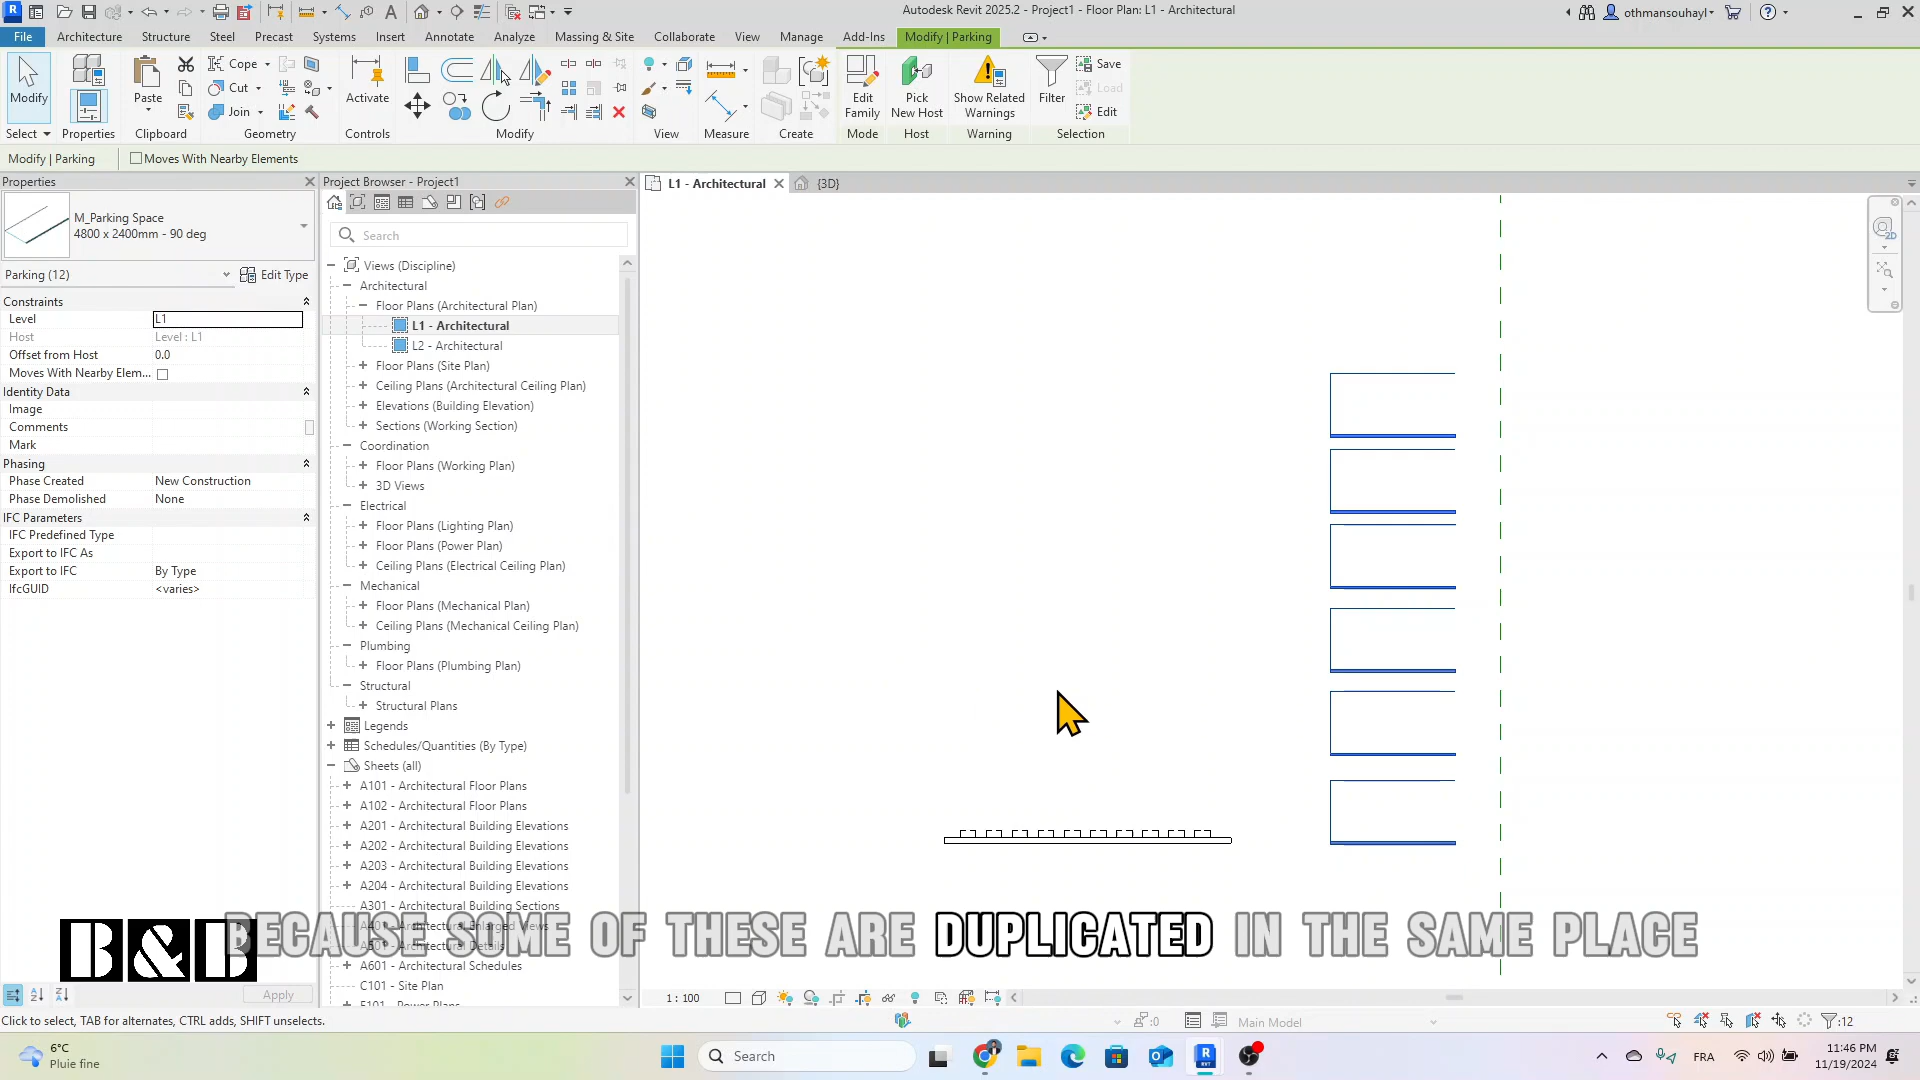 Autodesk Revit 2025.2 - Project1 - Floor Plan: L1 - Architectural
othmansouhayl
File Architecture Structure Steel Precast Systems Insert Annotate Analyze Massing & Site Collaborate View Manage Add-Ins Modify | Parking
Modify
Select
Properties
Paste
Clipboard
Cope
Cut
Join
Geometry
Activate
Controls
Modify
View
Measure
Create
Edit Family
Mode
Pick New Host
Host
Show Related Warnings
Warning
Filter
Save
Load
Edit
Selection
Modify | Parking
Moves With Nearby Elements
Properties
M_Parking Space
4800 x 2400mm - 90 deg
Parking (12)
Edit Type
Constraints
Level L1
Host Level : L1
Offset from Host 0.0
Moves With Nearby Elem...
Identity Data
Image
Comments
Mark
Phasing
Phase Created New Construction
Phase Demolished None
IFC Parameters
IFC Predefined Type
Export to IFC As
Export to IFC By Type
IfcGUID <varies>
Apply
Project Browser - Project1
Search
Views (Discipline)
Architectural
Floor Plans (Architectural Plan)
L1 - Architectural
L2 - Architectural
Floor Plans (Site Plan)
Ceiling Plans (Architectural Ceiling Plan)
Elevations (Building Elevation)
Sections (Working Section)
Coordination
Floor Plans (Working Plan)
3D Views
Electrical
Floor Plans (Lighting Plan)
Floor Plans (Power Plan)
Ceiling Plans (Electrical Ceiling Plan)
Mechanical
Floor Plans (Mechanical Plan)
Ceiling Plans (Mechanical Ceiling Plan)
Plumbing
Floor Plans (Plumbing Plan)
Structural
Structural Plans
Legends
Schedules/Quantities (By Type)
Sheets (all)
A101 - Architectural Floor Plans
A102 - Architectural Floor Plans
A201 - Architectural Building Elevations
A202 - Architectural Building Elevations
A203 - Architectural Building Elevations
A204 - Architectural Building Elevations
A301 - Architectural Building Sections
A401 - Architectural Enlarged Views
A501 - Architectural Details
A601 - Architectural Schedules
C101 - Site Plan
E101 - Power Plans
L1 - Architectural
{3D}
2D
B&B
BECAUSE SOME OF THESE ARE DUPLICATED IN THE SAME PLACE
1 : 100
Click to select, TAB for alternates, CTRL adds, SHIFT unselects.
:0
Main Model
:12
6°C
Pluie fine
Search
FRA
11:46 PM
11/19/2024